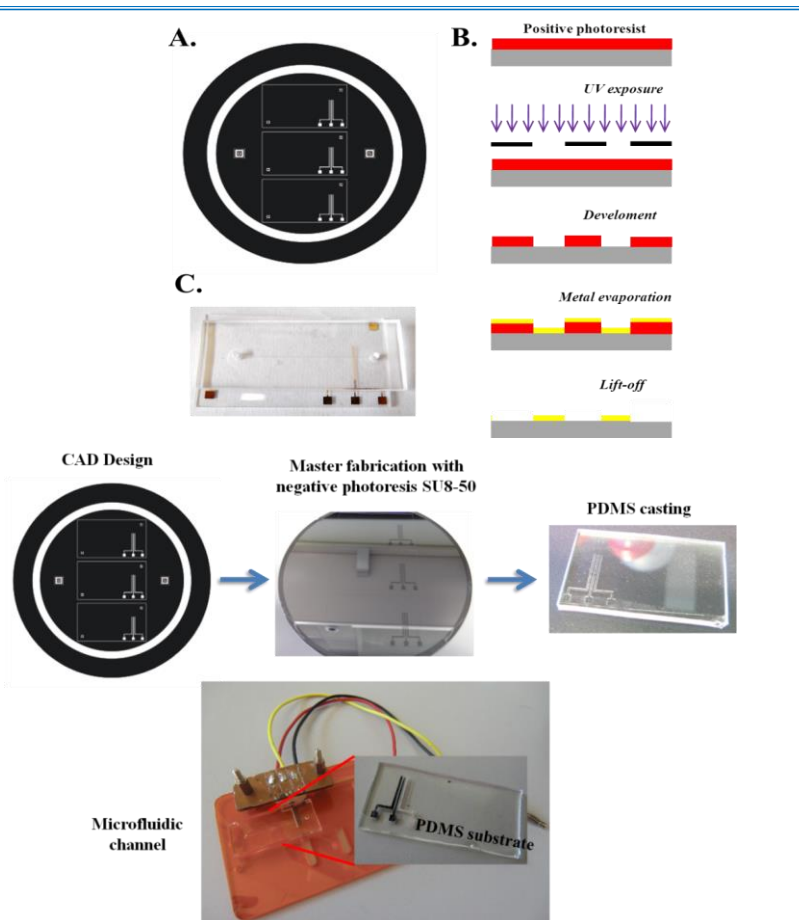 A.
B.
Positive photoresist
UV exposure
Develoment
Metal evaporation
Lift-off
C.
CAD Design
Master fabrication with
negative photoresis SU8-50
PDMS casting
Microfluidic
channel
PDMS substrate